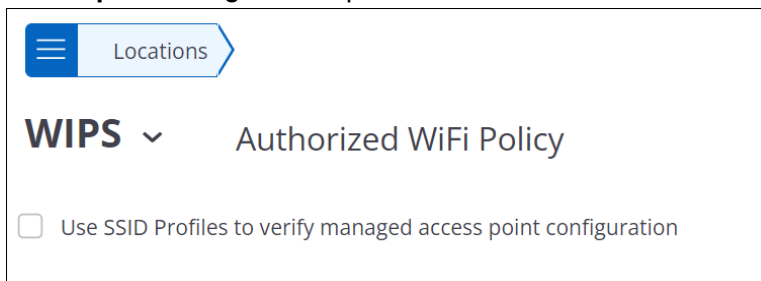 Locations
WIPS Authorized WiFi Policy
Use SSID Profiles to verify managed access point configuration